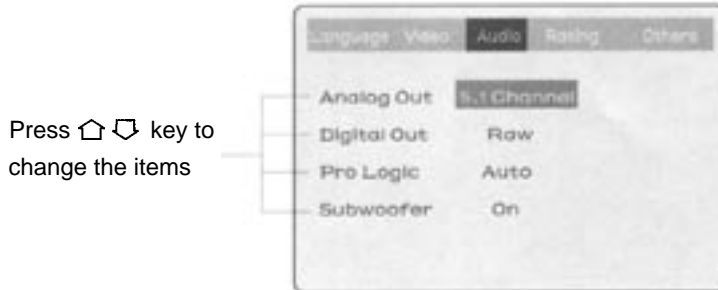 Language Video Audio Rating Others
Analog Out 5.1 Channel
Press key to
change the items
Digital Out Raw
Pro Logic Auto
Subwoofer On